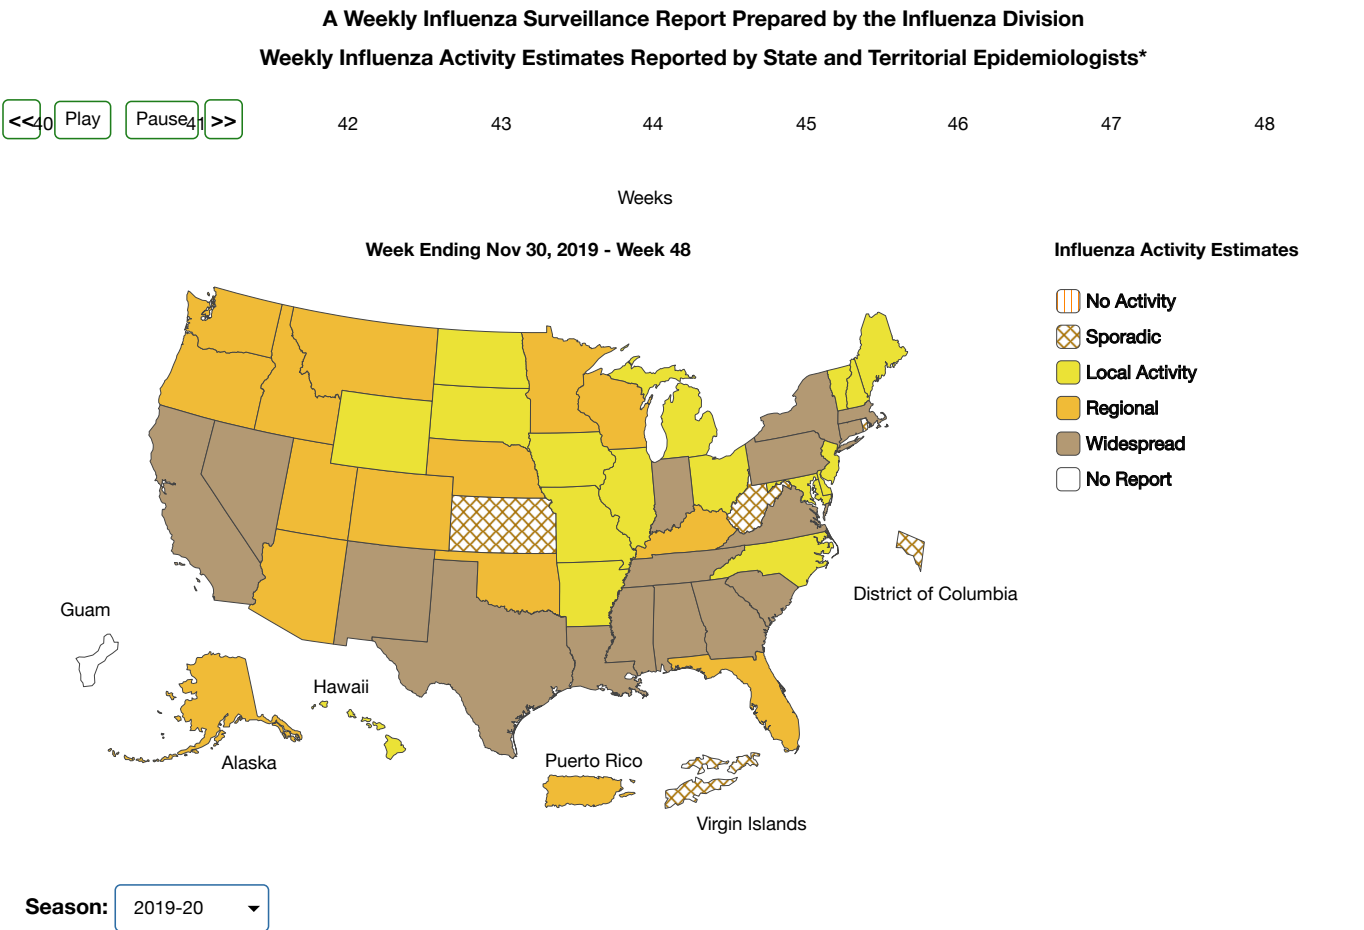 A Weekly Influenza Surveillance Report Prepared by the Influenza Division
Weekly Influenza Activity Estimates Reported by State and Territorial Epidemiologists*
<< 40 Play Pause 41 >> 42 43 44 45 46 47 48
Weeks
Week Ending Nov 30, 2019 - Week 48
Influenza Activity Estimates
No Activity
Sporadic
Local Activity
Regional
Widespread
No Report
District of Columbia
Guam
Hawaii
Alaska
Puerto Rico
Virgin Islands
Season: 2019-20